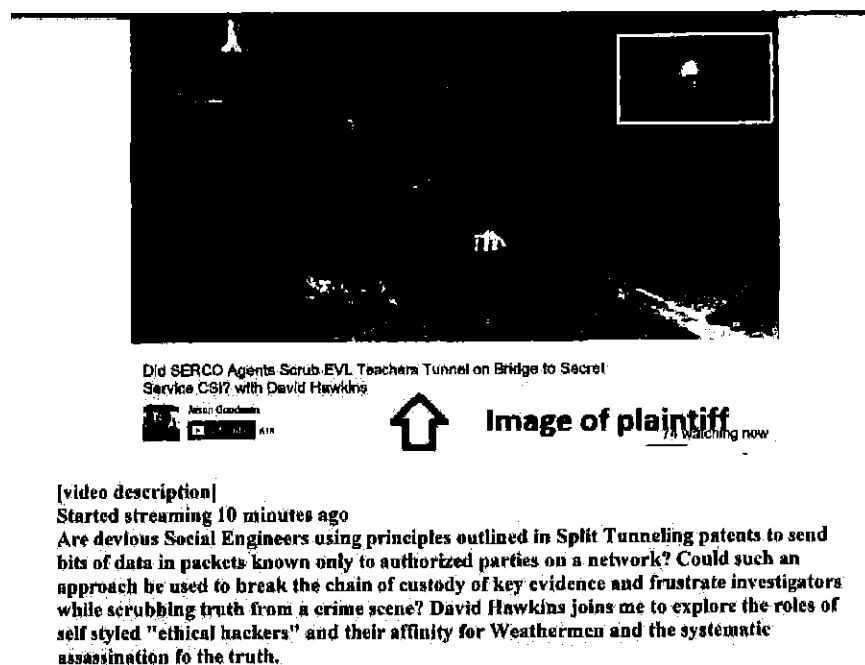 Did SERCO Agents Scrub EVL Teachers Tunnel on Bridge to Secret
Service CSI? with David Hawkins
Jason Goodman
Image of plaintiff
74 watching now
[video description]
Started streaming 10 minutes ago
Are devious Social Engineers using principles outlined in Split Tunneling patents to send
bits of data in packets known only to authorized parties on a network? Could such an
approach be used to break the chain of custody of key evidence and frustrate investigators
while scrubbing truth from a crime scene? David Hawkins joins me to explore the roles of
self styled "ethical hackers" and their affinity for Weathermen and the systematic
assassination fo the truth.